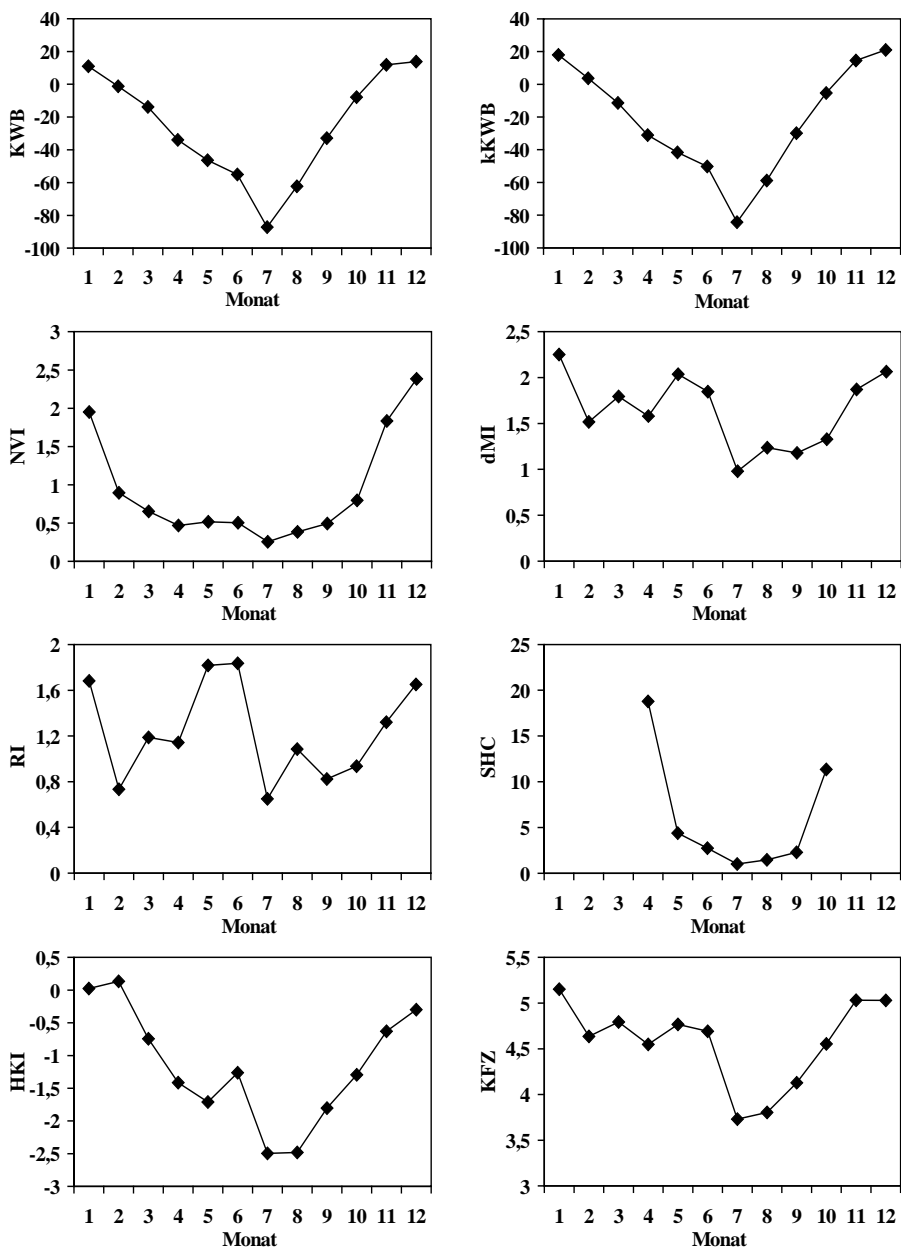 40
20
0
-20
-40
-60
-80
-100
KWB
1 2 3 4 5 6 7 8 9 10 11 12
Monat
40
20
0
-20
-40
-60
-80
-100
kKWB
1 2 3 4 5 6 7 8 9 10 11 12
Monat
3
2,5
2
1,5
1
0,5
0
NVI
1 2 3 4 5 6 7 8 9 10 11 12
Monat
2,5
2
1,5
1
0,5
0
dMI
1 2 3 4 5 6 7 8 9 10 11 12
Monat
2
1,6
1,2
0,8
0,4
0
RI
1 2 3 4 5 6 7 8 9 10 11 12
Monat
25
20
15
10
5
0
SHC
1 2 3 4 5 6 7 8 9 10 11 12
Monat
0,5
0
-0,5
-1
-1,5
-2
-2,5
-3
HKI
1 2 3 4 5 6 7 8 9 10 11 12
Monat
5,5
5
4,5
4
3,5
3
KFZ
1 2 3 4 5 6 7 8 9 10 11 12
Monat